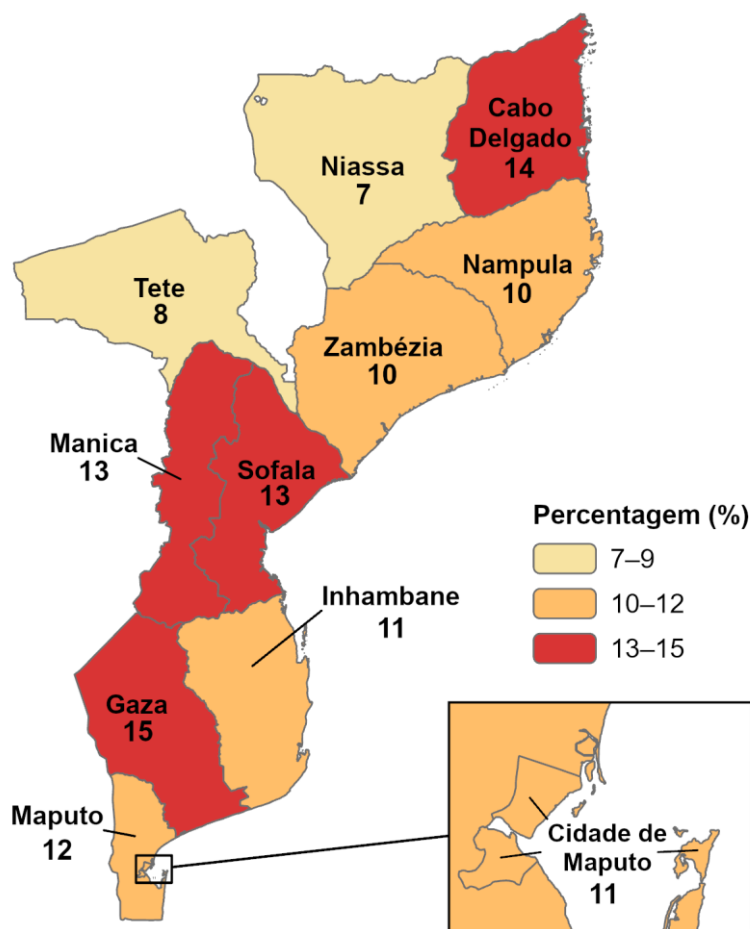 Cabo
Delgado
14
Niassa
7
Nampula
10
Tete
8
Zambézia
10
Manica
13
Sofala
13
Percentagem (%)
7–9
10–12
13–15
Inhambane
11
Gaza
15
Maputo
12
Cidade de
Maputo
11